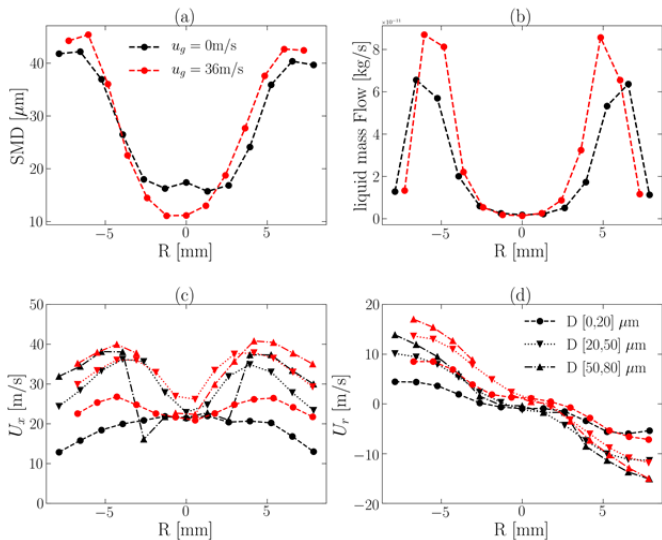 (a)
(b)
SMD [μm]
40
30
20
10
u_g = 0m/s
u_g = 36m/s
−5
0
5
R [mm]
×10⁻¹¹
liquid mass Flow [kg/s]
8
6
4
2
0
−5
0
5
R [mm]
(c)
(d)
U_x [m/s]
50
40
30
20
10
0
−5
0
5
R [mm]
U_r [m/s]
20
10
0
−10
−20
D [0,20] μm
D [20,50] μm
D [50,80] μm
−5
0
5
R [mm]